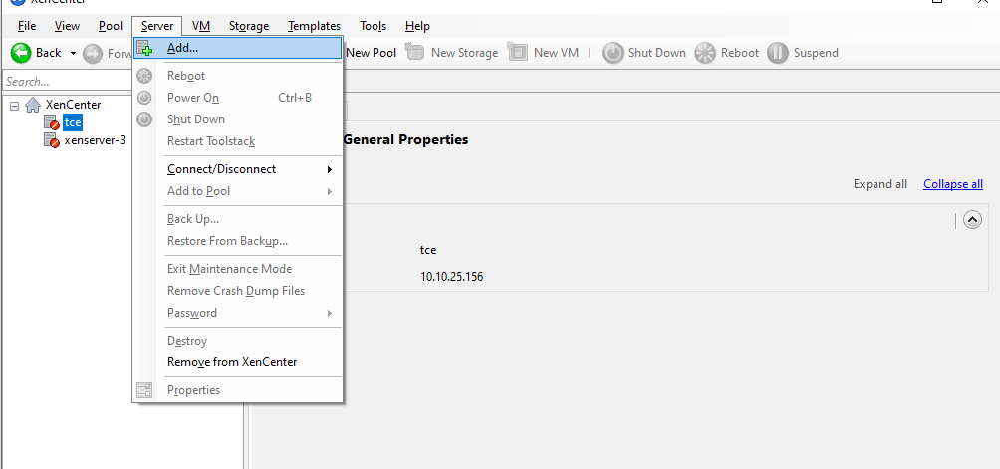 XenCenter
File View Pool Server VM Storage Templates Tools Help
Back Forw New Pool New Storage New VM Shut Down Reboot Suspend
Add...
Search...
Reboot
Power On Ctrl+B
Shut Down
Restart Toolstack
Connect/Disconnect
Add to Pool
Back Up...
Restore From Backup...
Exit Maintenance Mode
Remove Crash Dump Files
Password
Destroy
Remove from XenCenter
Properties
XenCenter
tce
xenserver-3
General Properties
Expand all Collapse all
tce
10.10.25.156